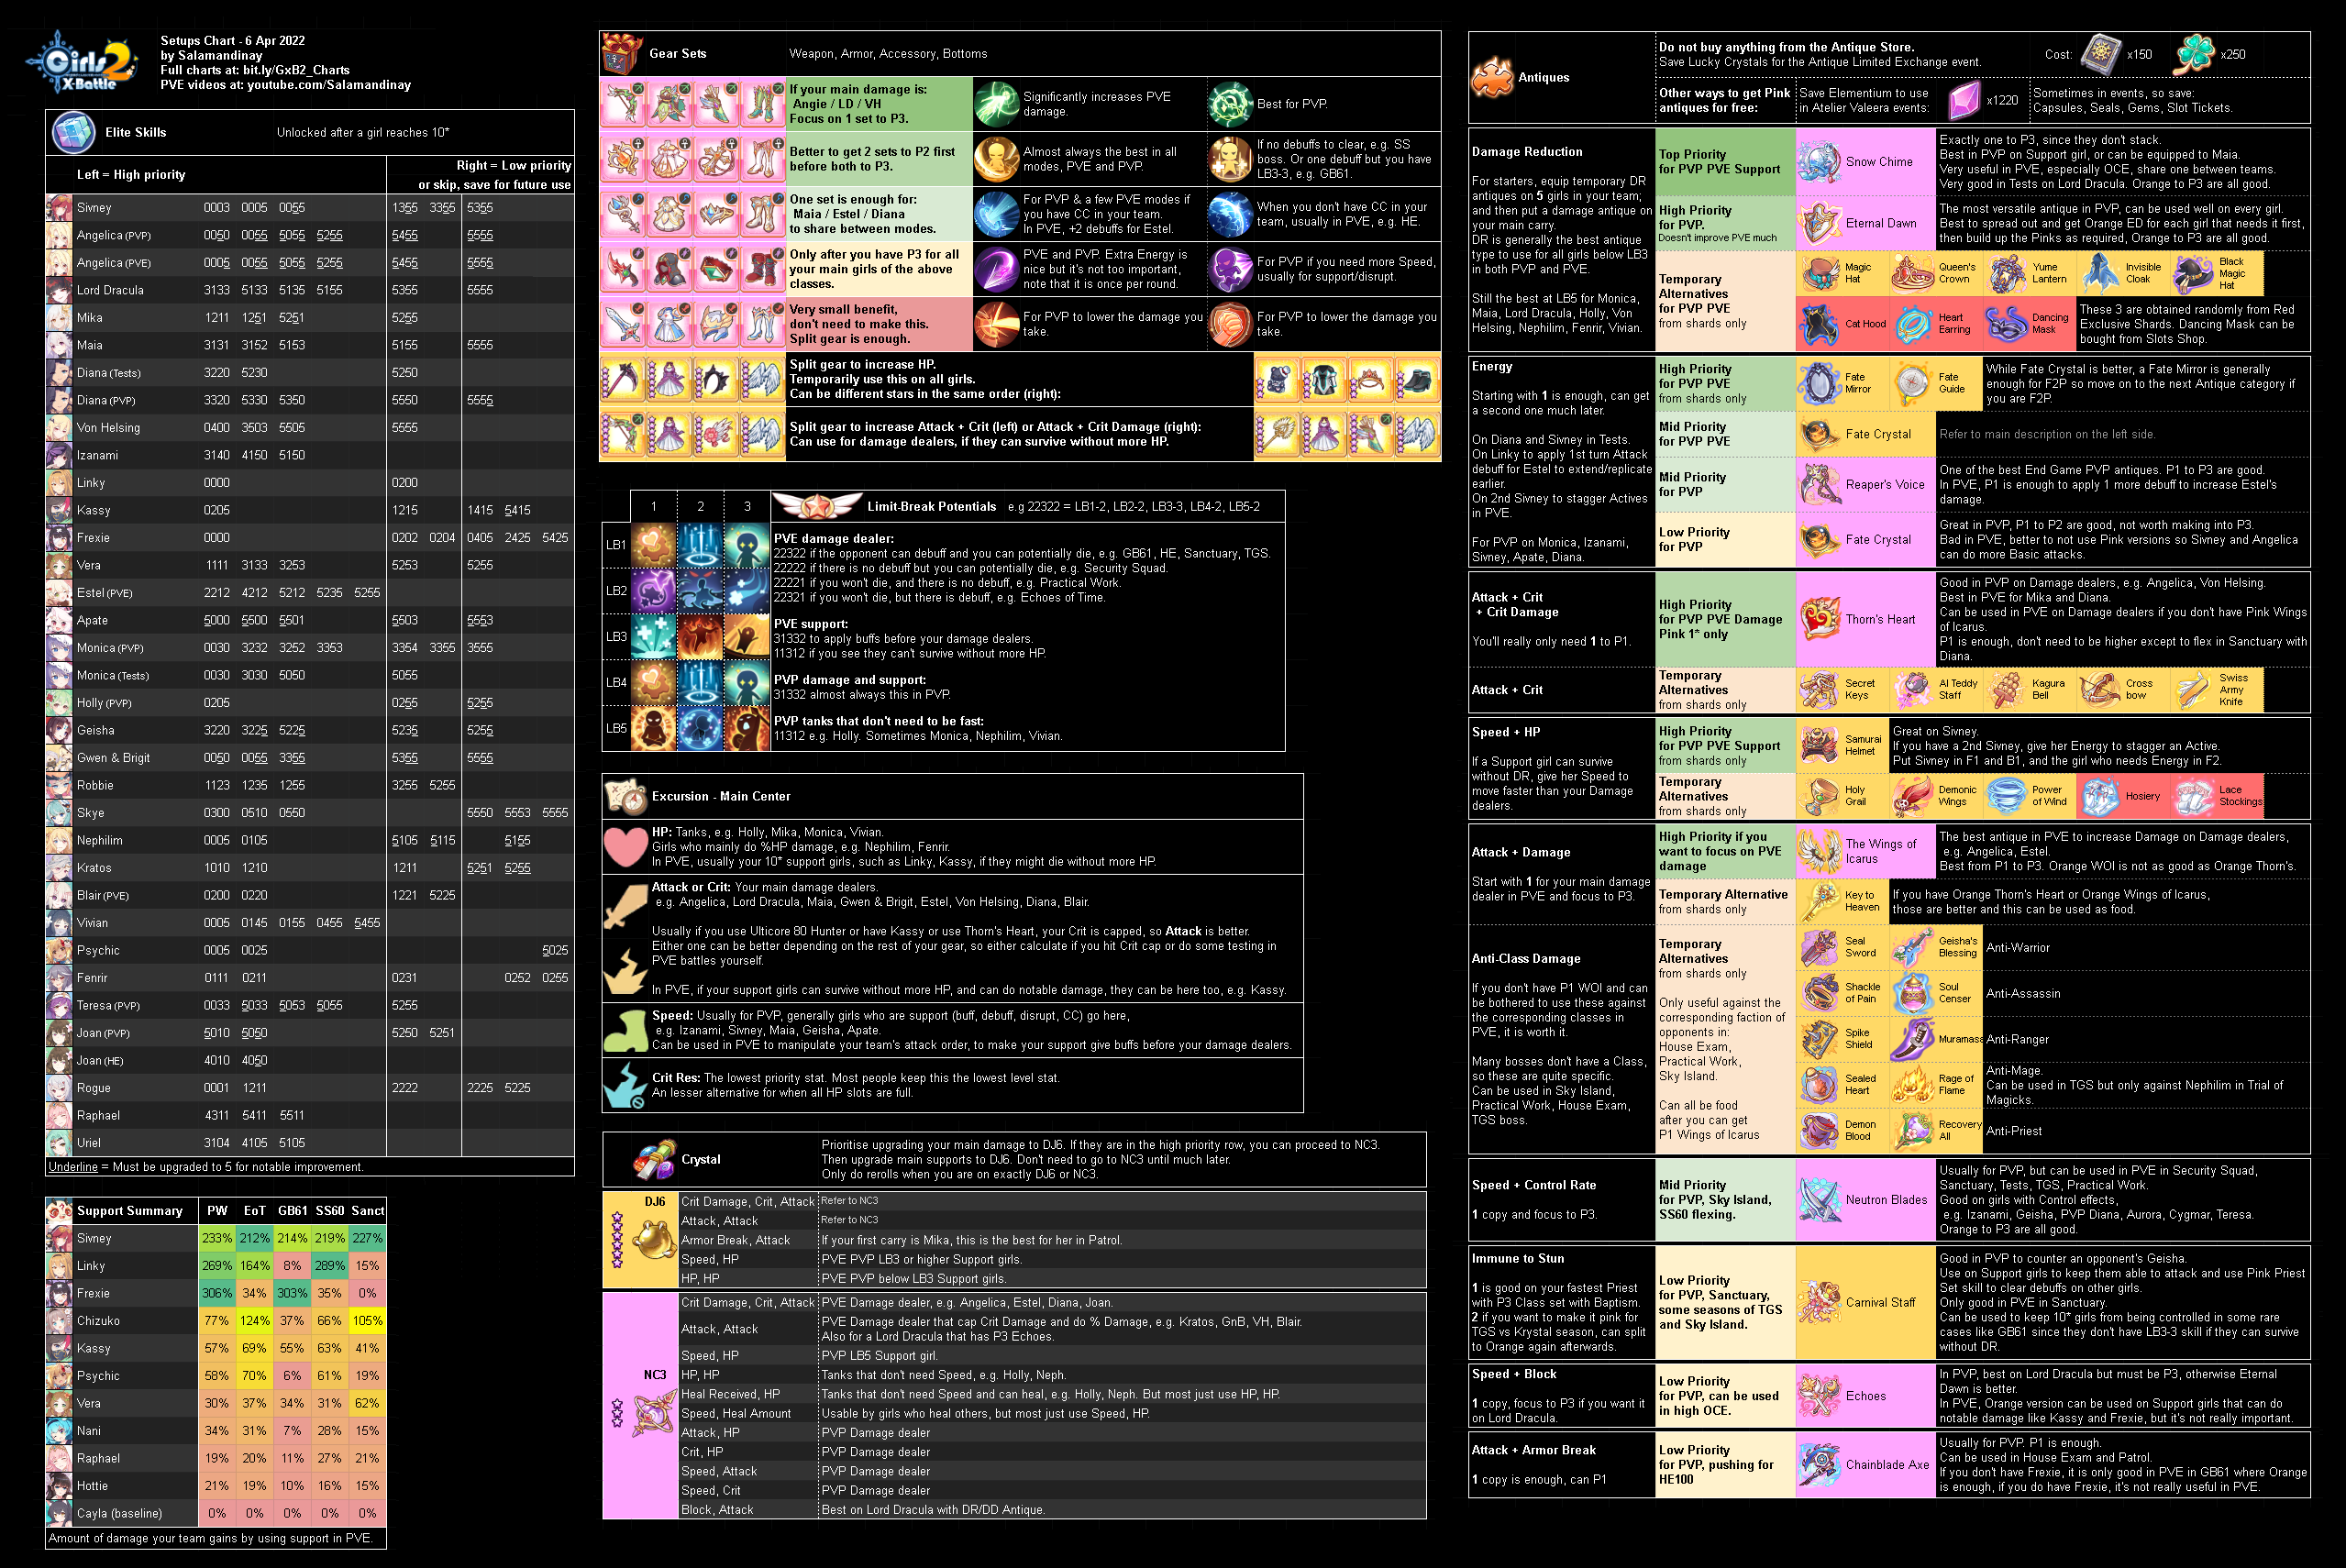 Girls 2
X-Battle
Setups Chart - 6 Apr 2022
by Salamandinay
Full charts at: bit.ly/GxB2_Charts
PVE videos at: youtube.com/Salamandinay
Elite Skills Unlocked after a girl reaches 10*
Left = High priority
Right = Low priority
or skip, save for future use
Sivney 0003 0005 0055 1355 3355 5355
Angelica (PVP) 0050 0055 5055 5255 5455 5555
Angelica (PVE) 0005 0055 5055 5255 5455 5555
Lord Dracula 3133 5133 5135 5155 5355 5555
Mika 1211 1251 5251 5255
Maia 3131 3152 5153 5155 5555
Diana (Tests) 3220 5230 5250
Diana (PVP) 3320 5330 5350 5550 5555
Von Helsing 0400 3503 5505 5555
Izanami 3140 4150 5150
Linky 0000 0200
Kassy 0205 1215 1415 5415
Frexie 0000 0202 0204 0405 2425 5425
Vera 1111 3133 3253 5253 5255
Estel (PVE) 2212 4212 5212 5235 5255
Apate 5000 5500 5501 5503 5553
Monica (PVP) 0030 3232 3252 3353 3354 3355 3555
Monica (Tests) 0030 3030 5050 5055
Holly (PVP) 0205 0255 5255
Geisha 3220 3225 5225 5235 5255
Gwen & Brigit 0050 0055 3355 5355 5555
Robbie 1123 1235 1255 3255 5255
Skye 0300 0510 0550 5550 5553 5555
Nephilim 0005 0105 5105 5115 5155
Kratos 1010 1210 1211 5251 5255
Blair (PVE) 0200 0220 1221 5225
Vivian 0005 0145 0155 0455 5455
Psychic 0005 0025 5025
Fenrir 0111 0211 0231 0252 0255
Teresa (PVP) 0033 5033 5053 5055 5255
Joan (PVP) 5010 5050 5250 5251
Joan (HE) 4010 4050
Rogue 0001 1211 2222 2225 5225
Raphael 4311 5411 5511
Uriel 3104 4105 5105
Underline = Must be upgraded to 5 for notable improvement.
Support Summary PW EoT GB61 SS60 Sanct
Sivney 233% 212% 214% 219% 227%
Linky 269% 164% 8% 289% 15%
Frexie 306% 34% 303% 35% 0%
Chizuko 77% 124% 37% 66% 105%
Kassy 57% 69% 55% 63% 41%
Psychic 58% 70% 6% 61% 19%
Vera 30% 37% 34% 31% 62%
Nani 34% 31% 7% 28% 15%
Raphael 19% 20% 11% 27% 21%
Hottie 21% 19% 10% 16% 15%
Cayla (baseline) 0% 0% 0% 0% 0%
Amount of damage your team gains by using support in PVE.
Gear Sets Weapon, Armor, Accessory, Bottoms
If your main damage is:
Angie / LD / VH
Focus on 1 set to P3.
Significantly increases PVE
damage.
Best for PVP.
Better to get 2 sets to P2 first
before both to P3.
Almost always the best in all
modes, PVE and PVP.
If no debuffs to clear, e.g. SS
boss. Or one debuff but you have
LB3-3, e.g. GB61.
One set is enough for:
Maia / Estel / Diana
to share between modes.
For PVP & a few PVE modes if
you have CC in your team.
In PVE, +2 debuffs for Estel.
When you don't have CC in your
team, usually in PVE, e.g. HE.
Only after you have P3 for all
your main girls of the above
classes.
PVE and PVP. Extra Energy is
nice but it's not too important,
note that it is once per round.
For PVP if you need more Speed,
usually for support/disrupt.
Very small benefit,
don't need to make this.
Split gear is enough.
For PVP to lower the damage you
take.
For PVP to lower the damage you
take.
Split gear to increase HP.
Temporarily use this on all girls.
Can be different stars in the same order (right):
Split gear to increase Attack + Crit (left) or Attack + Crit Damage (right):
Can use for damage dealers, if they can survive without more HP.
1 2 3 Limit-Break Potentials e.g 22322 = LB1-2, LB2-2, LB3-3, LB4-2, LB5-2
LB1
LB2
LB3
LB4
LB5
PVE damage dealer:
22322 if the opponent can debuff and you can potentially die, e.g. GB61, HE, Sanctuary, TGS.
22222 if there is no debuff but you can potentially die, e.g. Security Squad.
22221 if you won't die, and there is no debuff, e.g. Practical Work.
22321 if you won't die, but there is debuff, e.g. Echoes of Time.
PVE support:
31332 to apply buffs before your damage dealers.
11312 if you see they can't survive without more HP.
PVP damage and support:
31332 almost always this in PVP.
PVP tanks that don't need to be fast:
11312 e.g. Holly. Sometimes Monica, Nephilim, Vivian.
Excursion - Main Center
HP: Tanks, e.g. Holly, Mika, Monica, Vivian.
Girls who mainly do %HP damage, e.g. Nephilim, Fenrir.
In PVE, usually your 10* support girls, such as Linky, Kassy, if they might die without more HP.
Attack or Crit: Your main damage dealers.
e.g. Angelica, Lord Dracula, Maia, Gwen & Brigit, Estel, Von Helsing, Diana, Blair.
Usually if you use Ulticore 80 Hunter or have Kassy or use Thorn's Heart, your Crit is capped, so Attack is better.
Either one can be better depending on the rest of your gear, so either calculate if you hit Crit cap or do some testing in
PVE battles yourself.
In PVE, if your support girls can survive without more HP, and can do notable damage, they can be here too, e.g. Kassy.
Speed: Usually for PVP, generally girls who are support (buff, debuff, disrupt, CC) go here,
e.g. Izanami, Sivney, Maia, Geisha, Apate.
Can be used in PVE to manipulate your team's attack order, to make your support give buffs before your damage dealers.
Crit Res: The lowest priority stat. Most people keep this the lowest level stat.
An lesser alternative for when all HP slots are full.
Crystal
Prioritise upgrading your main damage to DJ6. If they are in the high priority row, you can proceed to NC3.
Then upgrade main supports to DJ6. Don't need to go to NC3 until much later.
Only do rerolls when you are on exactly DJ6 or NC3.
DJ6
Crit Damage, Crit, Attack Refer to NC3
Attack, Attack Refer to NC3
Armor Break, Attack If your first carry is Mika, this is the best for her in Patrol.
Speed, HP PVE PVP LB3 or higher Support girls.
HP, HP PVE PVP below LB3 Support girls.
NC3
Crit Damage, Crit, Attack PVE Damage dealer, e.g. Angelica, Estel, Diana, Joan.
Attack, Attack PVE Damage dealer that cap Crit Damage and do % Damage, e.g. Kratos, GnB, VH, Blair.
Also for a Lord Dracula that has P3 Echoes.
Speed, HP PVP LB5 Support girl.
HP, HP Tanks that don't need Speed, e.g. Holly, Neph.
Heal Received, HP Tanks that don't need Speed and can heal, e.g. Holly, Neph. But most just use HP, HP.
Speed, Heal Amount Usable by girls who heal others, but most just use Speed, HP.
Attack, HP PVP Damage dealer
Crit, HP PVP Damage dealer
Speed, Attack PVP Damage dealer
Speed, Crit PVP Damage dealer
Block, Attack Best on Lord Dracula with DR/DD Antique.
Antiques
Do not buy anything from the Antique Store.
Save Lucky Crystals for the Antique Limited Exchange event.
Cost: x150 x250
Other ways to get Pink
antiques for free:
Save Elementium to use
in Atelier Valeera events:
x1220
Sometimes in events, so save:
Capsules, Seals, Gems, Slot Tickets.
Damage Reduction
For starters, equip temporary DR
antiques on 5 girls in your team;
and then put a damage antique on
your main carry.
DR is generally the best antique
type to use for all girls below LB3
in both PVP and PVE.
Still the best at LB5 for Monica,
Maia, Lord Dracula, Holly, Von
Helsing, Nephilim, Fenrir, Vivian.
Top Priority
for PVP PVE Support
Snow Chime
Exactly one to P3, since they don't stack.
Best in PVP on Support girl, or can be equipped to Maia.
Very useful in PVE, especially OCE, share one between teams.
Very good in Tests on Lord Dracula. Orange to P3 are all good.
High Priority
for PVP.
Doesn't improve PVE much
Eternal Dawn
The most versatile antique in PVP, can be used well on every girl.
Best to spread out and get Orange ED for each girl that needs it first,
then build up the Pinks as required, Orange to P3 are all good.
Temporary
Alternatives
for PVP PVE
from shards only
Magic
Hat
Queen's
Crown
Yume
Lantern
Invisible
Cloak
Black
Magic
Hat
Cat Hood
Heart
Earring
Dancing
Mask
These 3 are obtained randomly from Red
Exclusive Shards. Dancing Mask can be
bought from Slots Shop.
Energy
Starting with 1 is enough, can get
a second one much later.
On Diana and Sivney in Tests.
On Linky to apply 1st turn Attack
debuff for Estel to extend/replicate
earlier.
On 2nd Sivney to stagger Actives
in PVE.
For PVP on Monica, Izanami,
Sivney, Apate, Diana.
High Priority
for PVP PVE
from shards only
Fate
Mirror
Fate
Guide
While Fate Crystal is better, a Fate Mirror is generally
enough for F2P so move on to the next Antique category if
you are F2P.
Mid Priority
for PVP PVE
Fate Crystal
Refer to main description on the left side.
Mid Priority
for PVP
Reaper's Voice
One of the best End Game PVP antiques. P1 to P3 are good.
In PVE, P1 is enough to apply 1 more debuff to increase Estel's
damage.
Low Priority
for PVP
Fate Crystal
Great in PVP, P1 to P2 are good, not worth making into P3.
Bad in PVE, better to not use Pink versions so Sivney and Angelica
can do more Basic attacks.
Attack + Crit
+ Crit Damage
You'll really only need 1 to P1.
High Priority
for PVP PVE Damage
Pink 1* only
Thorn's Heart
Good in PVP on Damage dealers, e.g. Angelica, Von Helsing.
Best in PVE for Mika and Diana.
Can be used in PVE on Damage dealers if you don't have Pink Wings
of Icarus.
P1 is enough, don't need to be higher except to flex in Sanctuary with
Diana.
Attack + Crit
Temporary
Alternatives
from shards only
Secret
Keys
Al Teddy
Staff
Kagura
Bell
Cross
bow
Swiss
Army
Knife
Speed + HP
If a Support girl can survive
without DR, give her Speed to
move faster than your Damage
dealers.
High Priority
for PVP PVE Support
from shards only
Samurai
Helmet
Great on Sivney.
If you have a 2nd Sivney, give her Energy to stagger an Active.
Put Sivney in F1 and B1, and the girl who needs Energy in F2.
Temporary
Alternatives
from shards only
Holy
Grail
Demonic
Wings
Power
of Wind
Hosiery
Lace
Stockings
Attack + Damage
Start with 1 for your main damage
dealer in PVE and focus to P3.
High Priority if you
want to focus on PVE
damage
The Wings of
Icarus
The best antique in PVE to increase Damage on Damage dealers,
e.g. Angelica, Estel.
Best from P1 to P3. Orange WOI is not as good as Orange Thorn's.
Temporary Alternative
from shards only
Key to
Heaven
If you have Orange Thorn's Heart or Orange Wings of Icarus,
those are better and this can be used as food.
Anti-Class Damage
If you don't have P1 WOI and can
be bothered to use these against
the corresponding classes in
PVE, it is worth it.
Many bosses don't have a Class,
so these are quite specific.
Can be used in Sky Island,
Practical Work, House Exam,
TGS boss.
Temporary
Alternatives
from shards only
Only useful against the
corresponding faction of
opponents in:
House Exam,
Practical Work,
Sky Island.
Can all be food
after you can get
P1 Wings of Icarus
Seal
Sword
Geisha's
Blessing
Anti-Warrior
Shackle
of Pain
Soul
Censer
Anti-Assassin
Spike
Shield
Muramasa
Anti-Ranger
Sealed
Heart
Rage of
Flame
Anti-Mage.
Can be used in TGS but only against Nephilim in Trial of
Magicks.
Demon
Blood
Recovery
All
Anti-Priest
Speed + Control Rate
1 copy and focus to P3.
Mid Priority
for PVP, Sky Island,
SS60 flexing.
Neutron Blades
Usually for PVP, but can be used in PVE in Security Squad,
Sanctuary, Tests, TGS, Practical Work.
Good on girls with Control effects,
e.g. Izanami, Geisha, PVP Diana, Aurora, Cygmar, Teresa.
Orange to P3 are all good.
Immune to Stun
1 is good on your fastest Priest
with P3 Class set with Baptism.
2 if you want to make it pink for
TGS vs Krystal season, can split
to Orange again afterwards.
Low Priority
for PVP, Sanctuary,
some seasons of TGS
and Sky Island.
Carnival Staff
Good in PVP to counter an opponent's Geisha.
Use on Support girls to keep them able to attack and use Pink Priest
Set skill to clear debuffs on other girls.
Only good in PVE in Sanctuary.
Can be used to keep 10* girls from being controlled in some rare
cases like GB61 since they don't have LB3-3 skill if they can survive
without DR.
Speed + Block
1 copy, focus to P3 if you want it
on Lord Dracula.
Low Priority
for PVP, can be used
in high OCE.
Echoes
In PVP, best on Lord Dracula but must be P3, otherwise Eternal
Dawn is better.
In PVE, Orange version can be used on Support girls that can do
notable damage like Kassy and Frexie, but it's not really important.
Attack + Armor Break
1 copy is enough, can P1
Low Priority
for PVP, pushing for
HE100
Chainblade Axe
Usually for PVP. P1 is enough.
Can be used in House Exam and Patrol.
If you don't have Frexie, it is only good in PVE in GB61 where Orange
is enough, if you do have Frexie, it's not really useful in PVE.